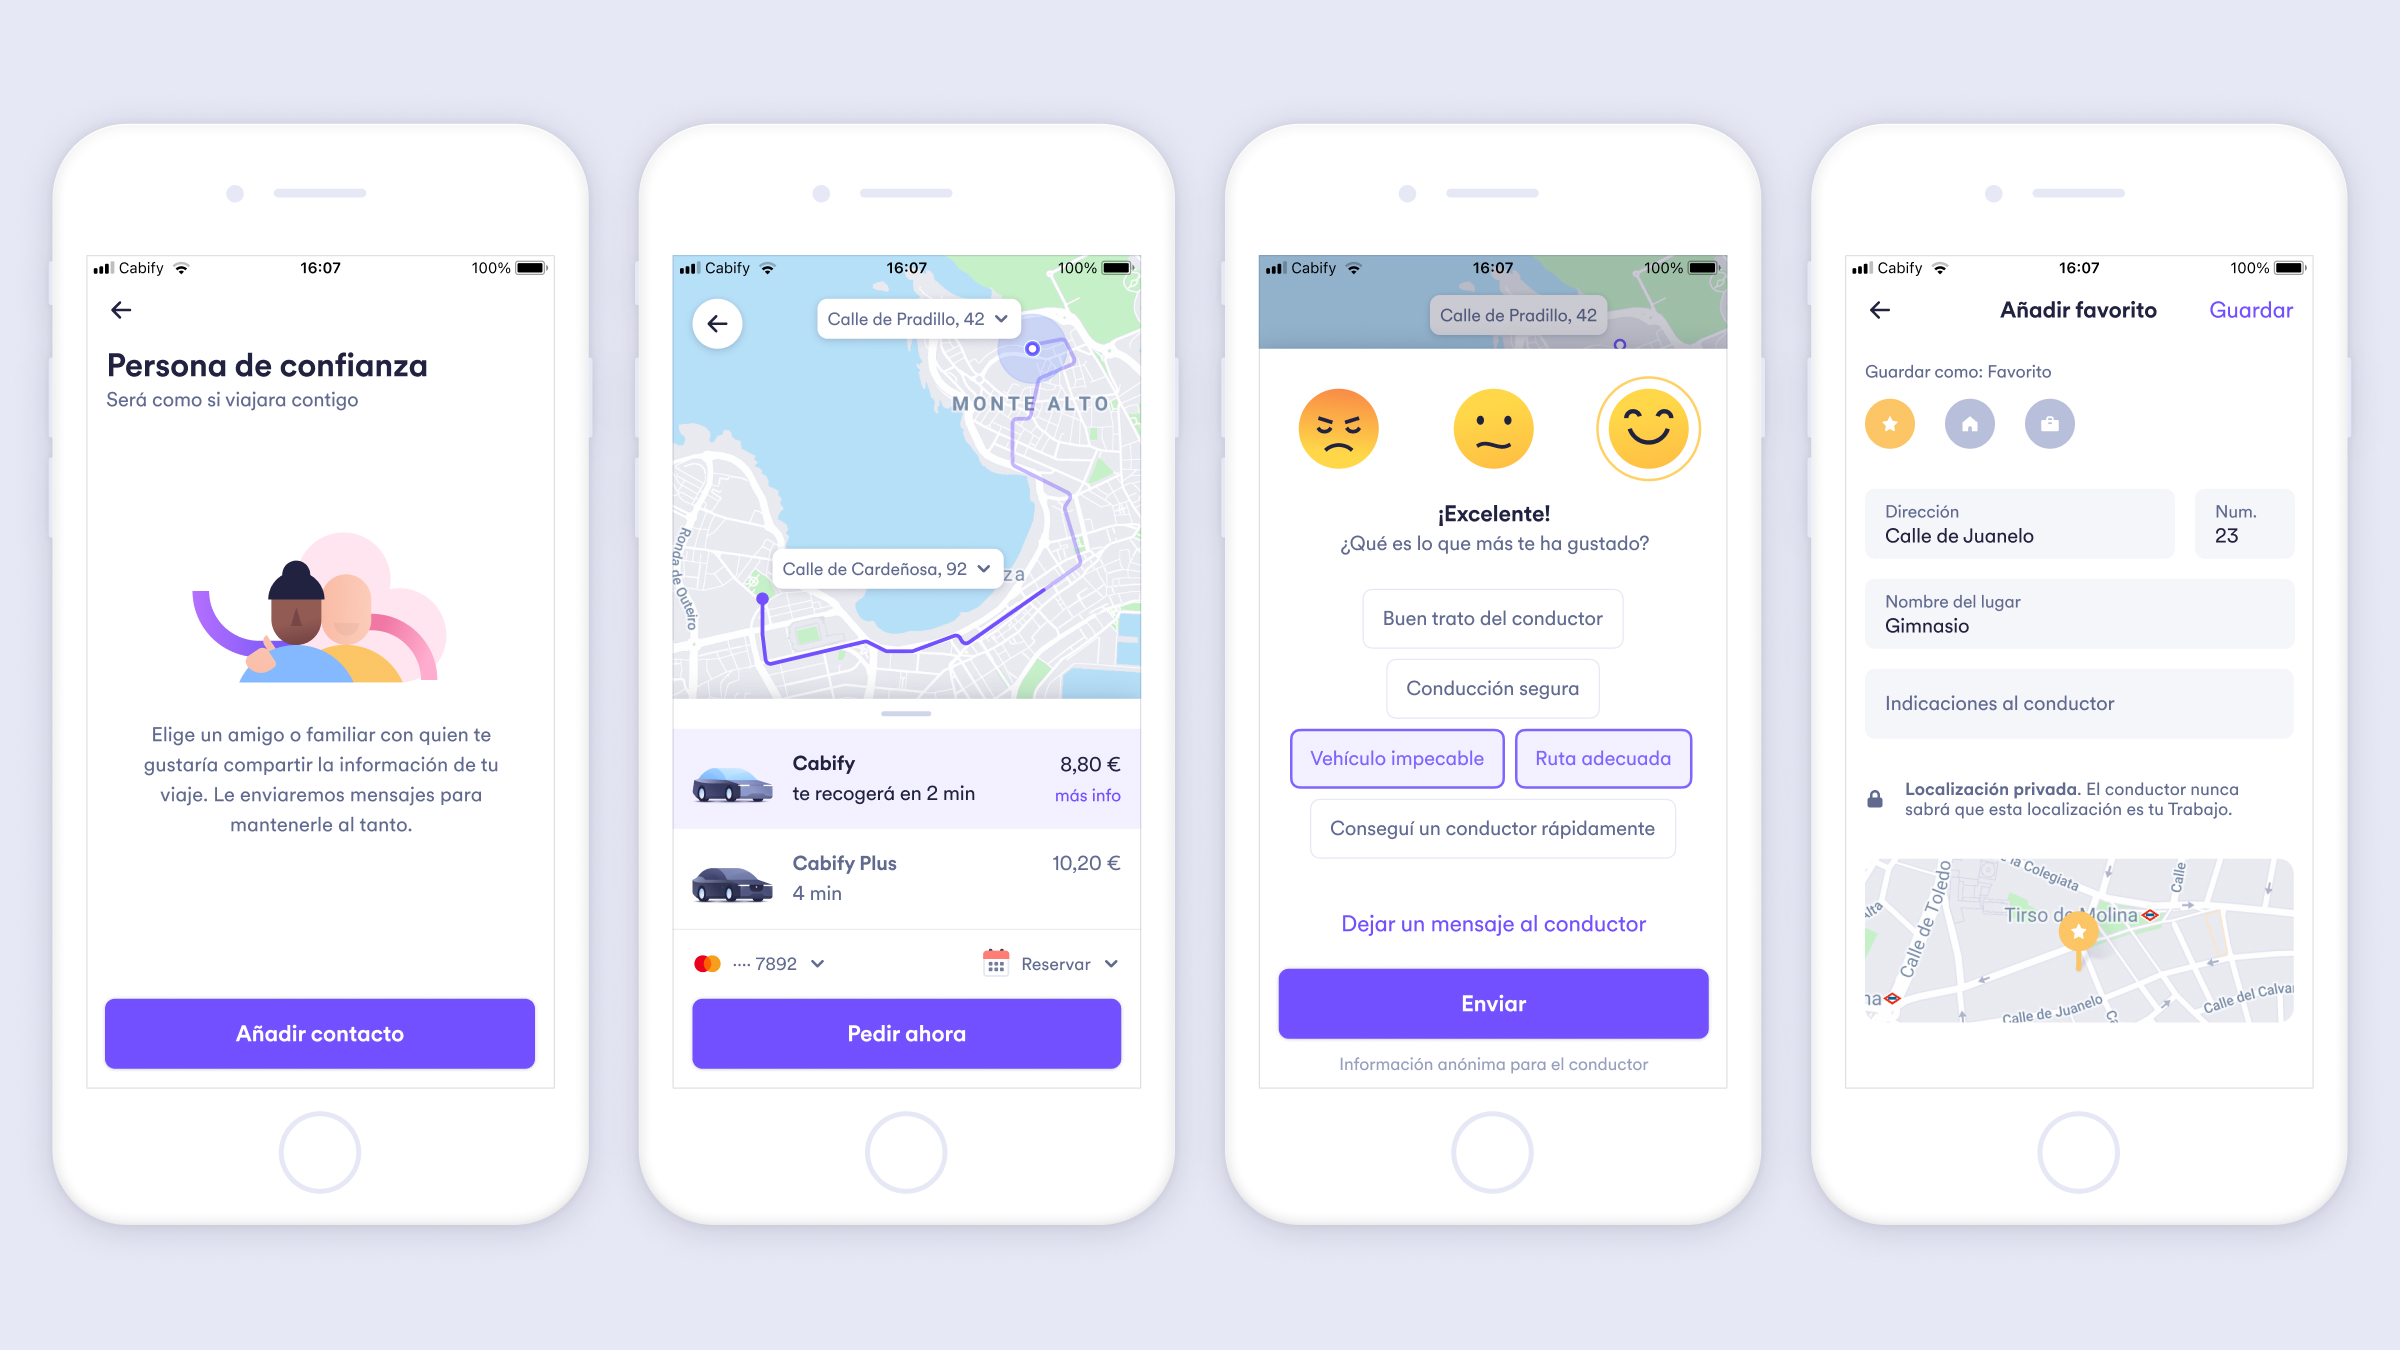 Cabify 16:07 100%
Persona de confianza
Será como si viajara contigo
Elige un amigo o familiar con quien te
gustaría compartir la información de tu
viaje. Le enviaremos mensajes para
mantenerle al tanto.
Añadir contacto
Cabify 16:07 100%
Calle de Pradillo, 42
MONTE ALTO
Calle de Cardeñosa, 92
za
Ronda de Outeiro
Cabify 8,80 €
te recogerá en 2 min más info
Cabify Plus 10,20 €
4 min
···· 7892 Reservar
Pedir ahora
Cabify 16:07 100%
Calle de Pradillo, 42
¡Excelente!
¿Qué es lo que más te ha gustado?
Buen trato del conductor
Conducción segura
Vehículo impecable Ruta adecuada
Conseguí un conductor rápidamente
Dejar un mensaje al conductor
Enviar
Información anónima para el conductor
Cabify 16:07 100%
Añadir favorito Guardar
Guardar como: Favorito
Dirección Num.
Calle de Juanelo 23
Nombre del lugar
Gimnasio
Indicaciones al conductor
Localización privada. El conductor nunca
sabrá que esta localización es tu Trabajo.
la Colegiata
Calle
Calle de Toledo
Alta
Tirso de Molina
na
Calle de Juanelo
Ca
Calle del Calvar